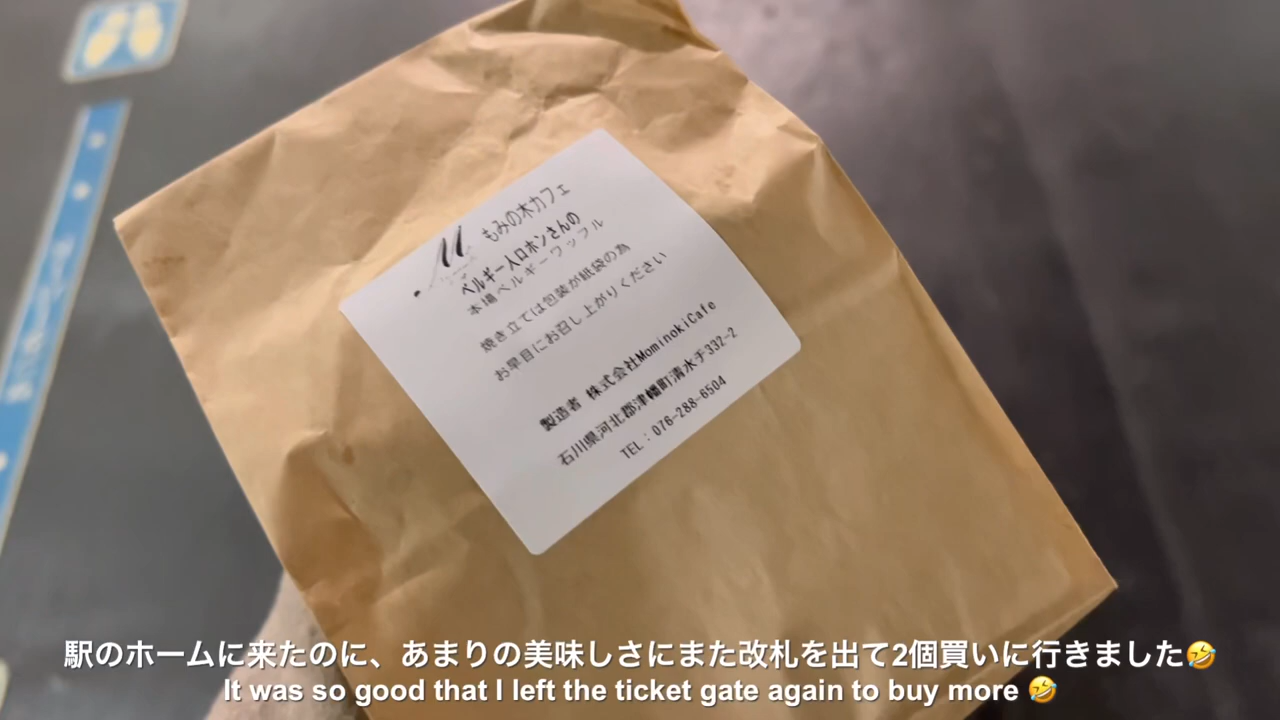 M もみの木カフェ
ベルギー人ロホンさんの
本場ベルギーワッフル
焼き立ては包装が紙袋の為
お早目にお召し上がりください
製造者 株式会社MominokiCafe
石川県河北郡津幡町清水チ332-2
TEL：076-288-6504
駅のホームに来たのに、あまりの美味しさにまた改札を出て2個買いに行きました🤣
It was so good that I left the ticket gate again to buy more 🤣